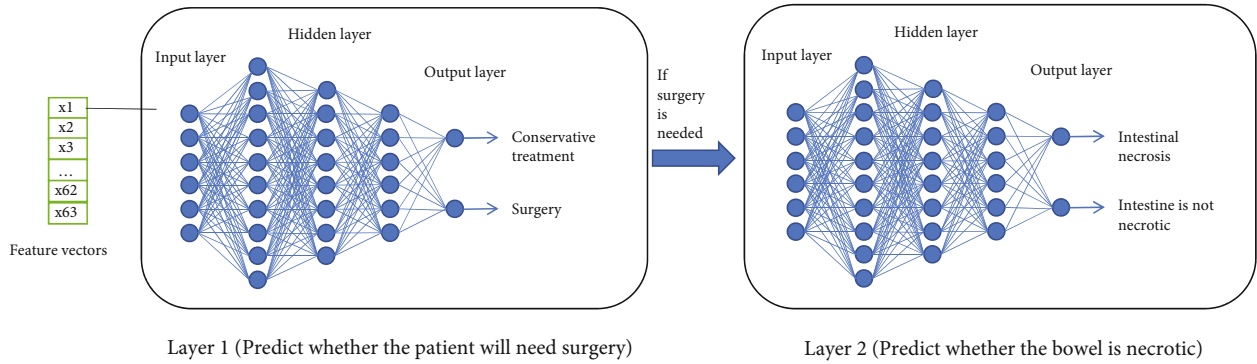 x1
x2
x3
...
x62
x63
Feature vectors
Input layer
Hidden layer
Output layer
Conservative
treatment
Surgery
Layer 1 (Predict whether the patient will need surgery)
If
surgery
is
needed
Input layer
Hidden layer
Output layer
Intestinal
necrosis
Intestine is not
necrotic
Layer 2 (Predict whether the bowel is necrotic)